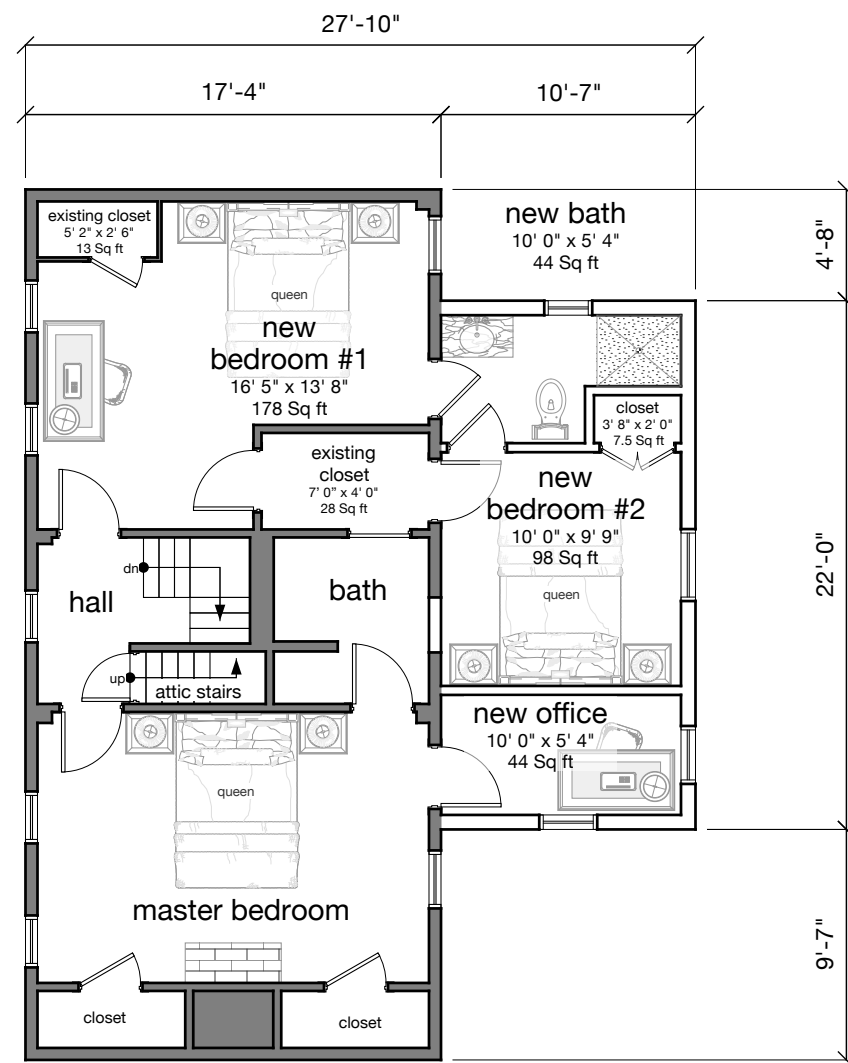 27'-10"
17'-4"
10'-7"
existing closet
5' 2" x 2' 6"
13 Sq ft
new bath
10' 0" x 5' 4"
44 Sq ft
4'-8"
queen
new
bedroom #1
16' 5" x 13' 8"
178 Sq ft
closet
3' 8" x 2' 0"
7.5 Sq ft
existing
closet
7' 0" x 4' 0"
28 Sq ft
new
bedroom #2
10' 0" x 9' 9"
98 Sq ft
queen
22'-0"
dn
hall
bath
up
attic stairs
new office
10' 0" x 5' 4"
44 Sq ft
queen
master bedroom
9'-7"
closet
closet